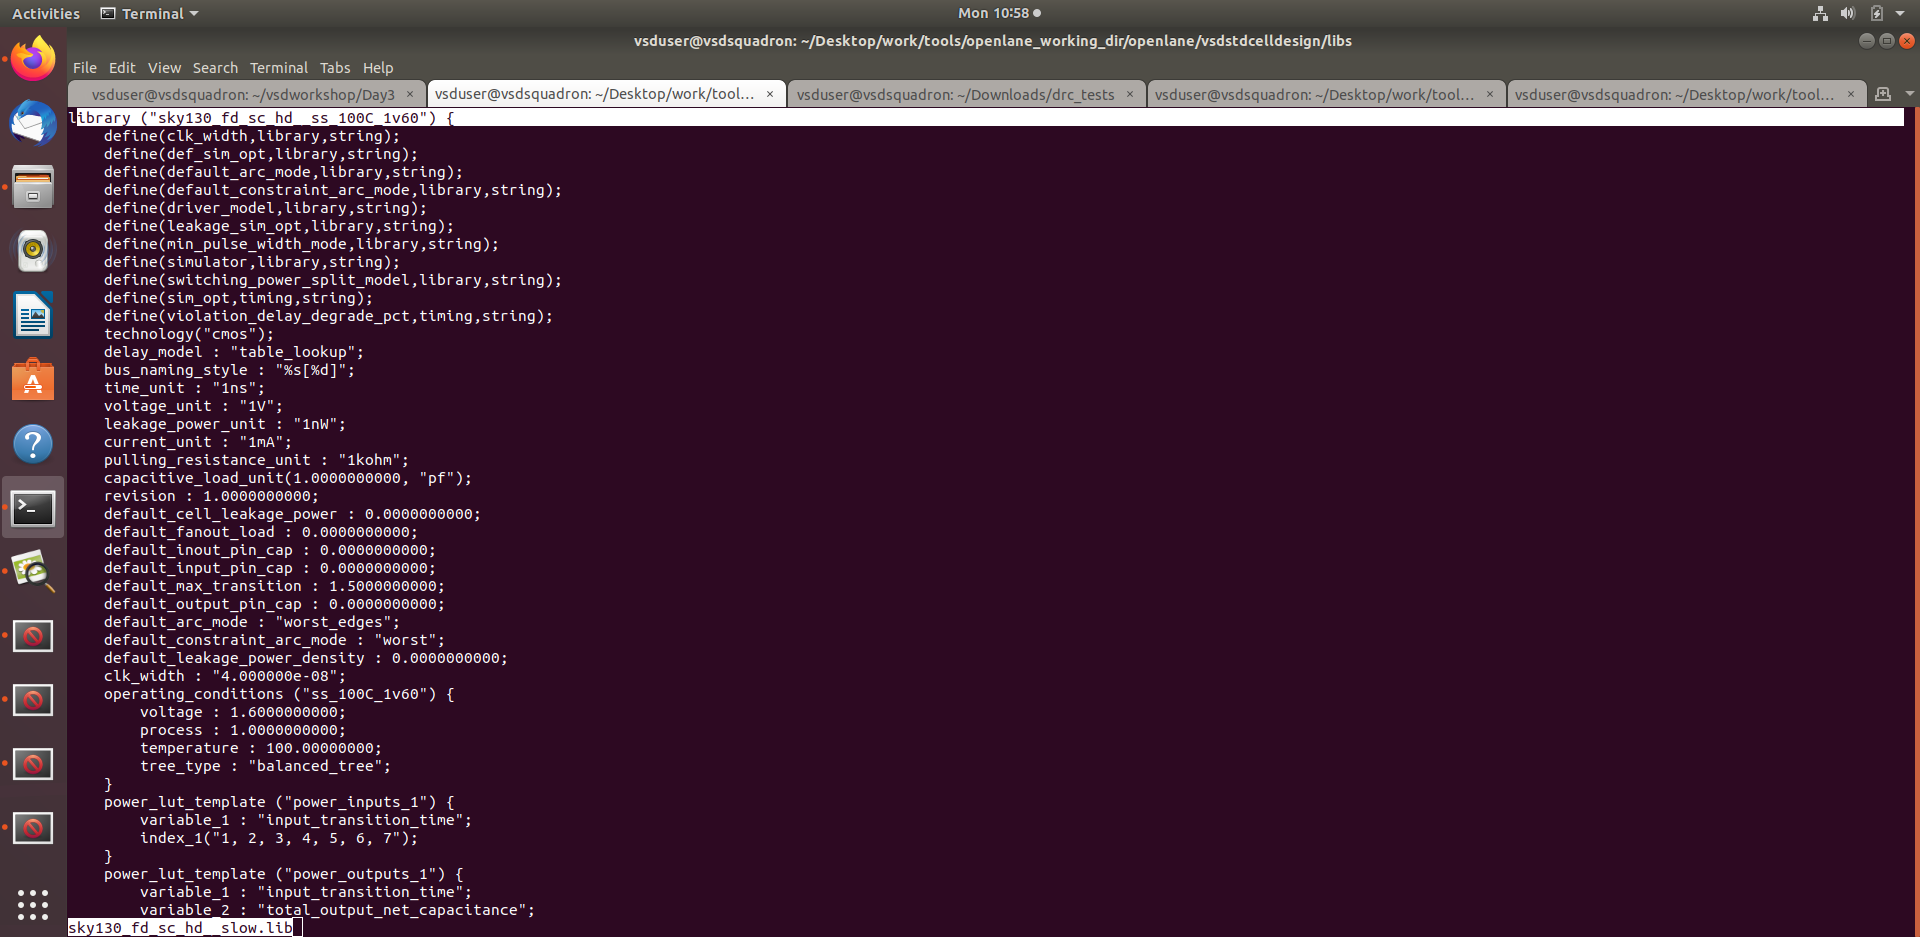 Activities Terminal Mon 10:58
vsduser@vsdsquadron: ~/Desktop/work/tools/openlane_working_dir/openlane/vsdstdcelldesign/libs
File Edit View Search Terminal Tabs Help
vsduser@vsdsquadron: ~/vsdworkshop/Day3 × vsduser@vsdsquadron: ~/Desktop/work/tool... × vsduser@vsdsquadron: ~/Downloads/drc_tests × vsduser@vsdsquadron: ~/Desktop/work/tool... × vsduser@vsdsquadron: ~/Desktop/work/tool... ×
library ("sky130_fd_sc_hd__ss_100C_1v60") {
    define(clk_width,library,string);
    define(def_sim_opt,library,string);
    define(default_arc_mode,library,string);
    define(default_constraint_arc_mode,library,string);
    define(driver_model,library,string);
    define(leakage_sim_opt,library,string);
    define(min_pulse_width_mode,library,string);
    define(simulator,library,string);
    define(switching_power_split_model,library,string);
    define(sim_opt,timing,string);
    define(violation_delay_degrade_pct,timing,string);
    technology("cmos");
    delay_model : "table_lookup";
    bus_naming_style : "%s[%d]";
    time_unit : "1ns";
    voltage_unit : "1V";
    leakage_power_unit : "1nW";
    current_unit : "1mA";
    pulling_resistance_unit : "1kohm";
    capacitive_load_unit(1.0000000000, "pf");
    revision : 1.0000000000;
    default_cell_leakage_power : 0.0000000000;
    default_fanout_load : 0.0000000000;
    default_inout_pin_cap : 0.0000000000;
    default_input_pin_cap : 0.0000000000;
    default_max_transition : 1.5000000000;
    default_output_pin_cap : 0.0000000000;
    default_arc_mode : "worst_edges";
    default_constraint_arc_mode : "worst";
    default_leakage_power_density : 0.0000000000;
    clk_width : "4.000000e-08";
    operating_conditions ("ss_100C_1v60") {
        voltage : 1.6000000000;
        process : 1.0000000000;
        temperature : 100.00000000;
        tree_type : "balanced_tree";
    }
    power_lut_template ("power_inputs_1") {
        variable_1 : "input_transition_time";
        index_1("1, 2, 3, 4, 5, 6, 7");
    }
    power_lut_template ("power_outputs_1") {
        variable_1 : "input_transition_time";
        variable_2 : "total_output_net_capacitance";
sky130_fd_sc_hd__slow.lib